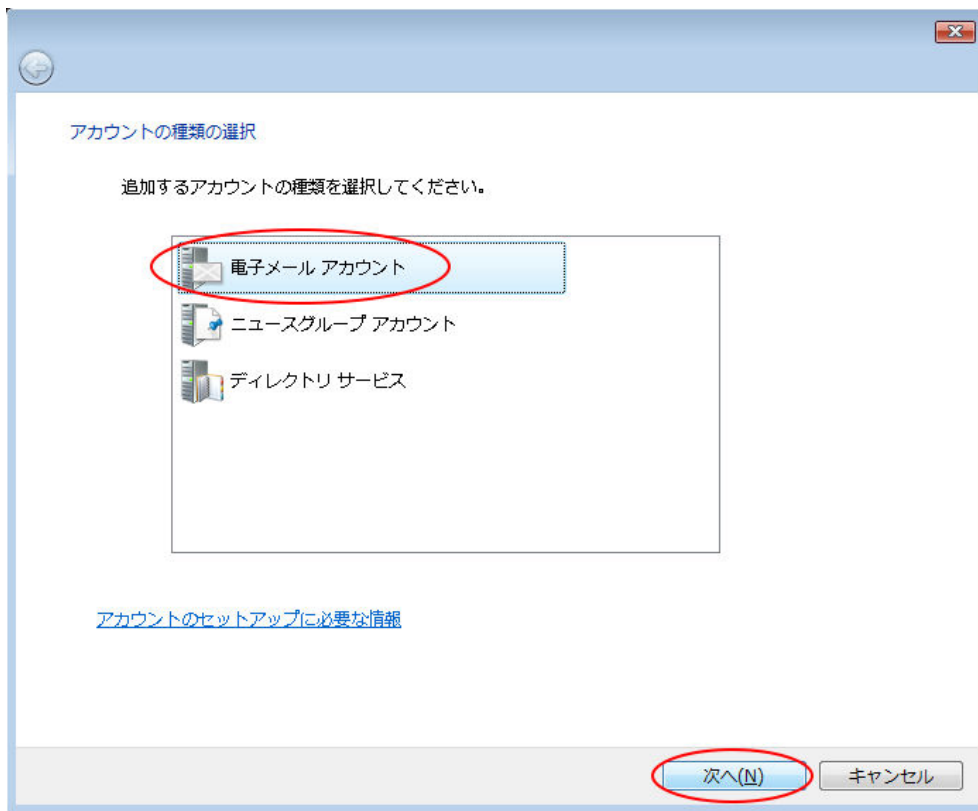 アカウントの種類の選択
追加するアカウントの種類を選択してください。
電子メール アカウント
ニュースグループ アカウント
ディレクトリ サービス
アカウントのセットアップに必要な情報
次へ(N)
キャンセル